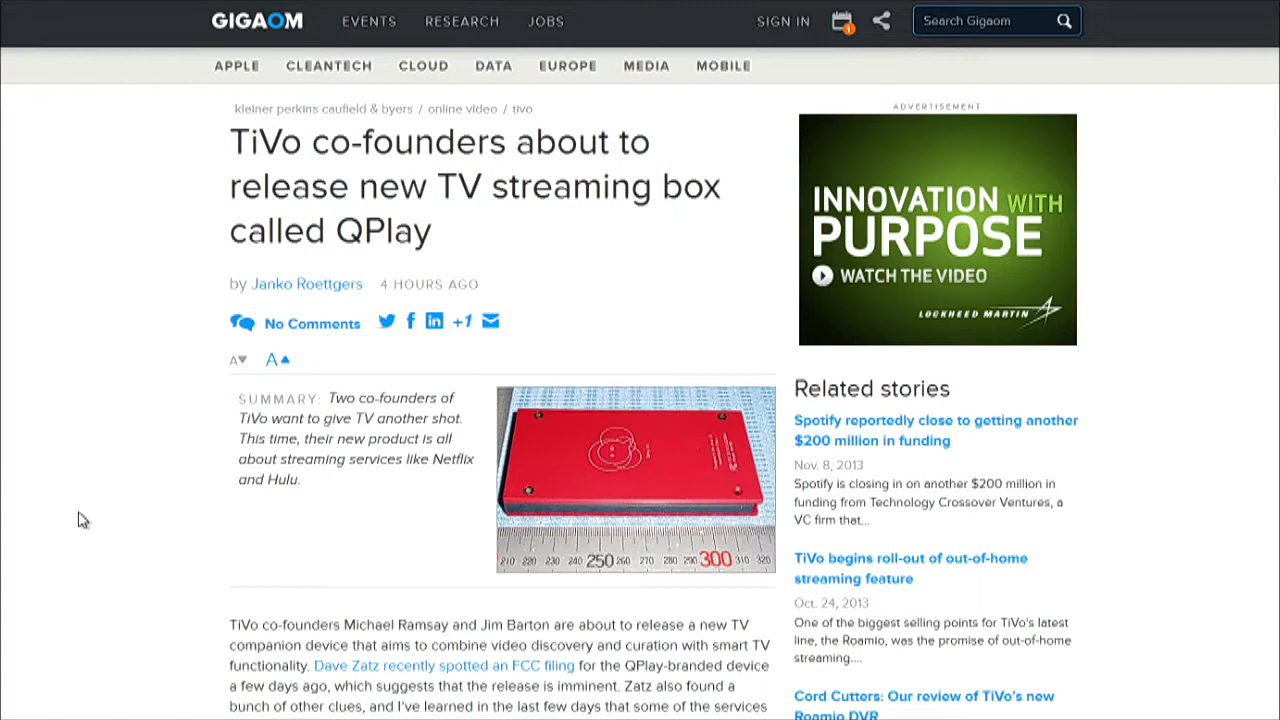 GIGAOM EVENTS RESEARCH JOBS SIGN IN 1 Search Gigaom
APPLE CLEANTECH CLOUD DATA EUROPE MEDIA MOBILE
kleiner perkins caufield & byers / online video / tivo
TiVo co-founders about to
release new TV streaming box
called QPlay
by Janko Roettgers 4 HOURS AGO
No Comments +1
A A
SUMMARY: Two co-founders of
TiVo want to give TV another shot.
This time, their new product is all
about streaming services like Netflix
and Hulu.
210 220 230 240 250 260 270 280 290 300 310 320
TiVo co-founders Michael Ramsay and Jim Barton are about to release a new TV
companion device that aims to combine video discovery and curation with smart TV
functionality. Dave Zatz recently spotted an FCC filing for the QPlay-branded device
a few days ago, which suggests that the release is imminent. Zatz also found a
bunch of other clues, and I've learned in the last few days that some of the services
ADVERTISEMENT
INNOVATION WITH
PURPOSE
WATCH THE VIDEO
LOCKHEED MARTIN
Related stories
Spotify reportedly close to getting another
$200 million in funding
Nov. 8, 2013
Spotify is closing in on another $200 million in
funding from Technology Crossover Ventures, a
VC firm that...
TiVo begins roll-out of out-of-home
streaming feature
Oct. 24, 2013
One of the biggest selling points for TiVo's latest
line, the Roamio, was the promise of out-of-home
streaming....
Cord Cutters: Our review of TiVo's new
Roamio DVR